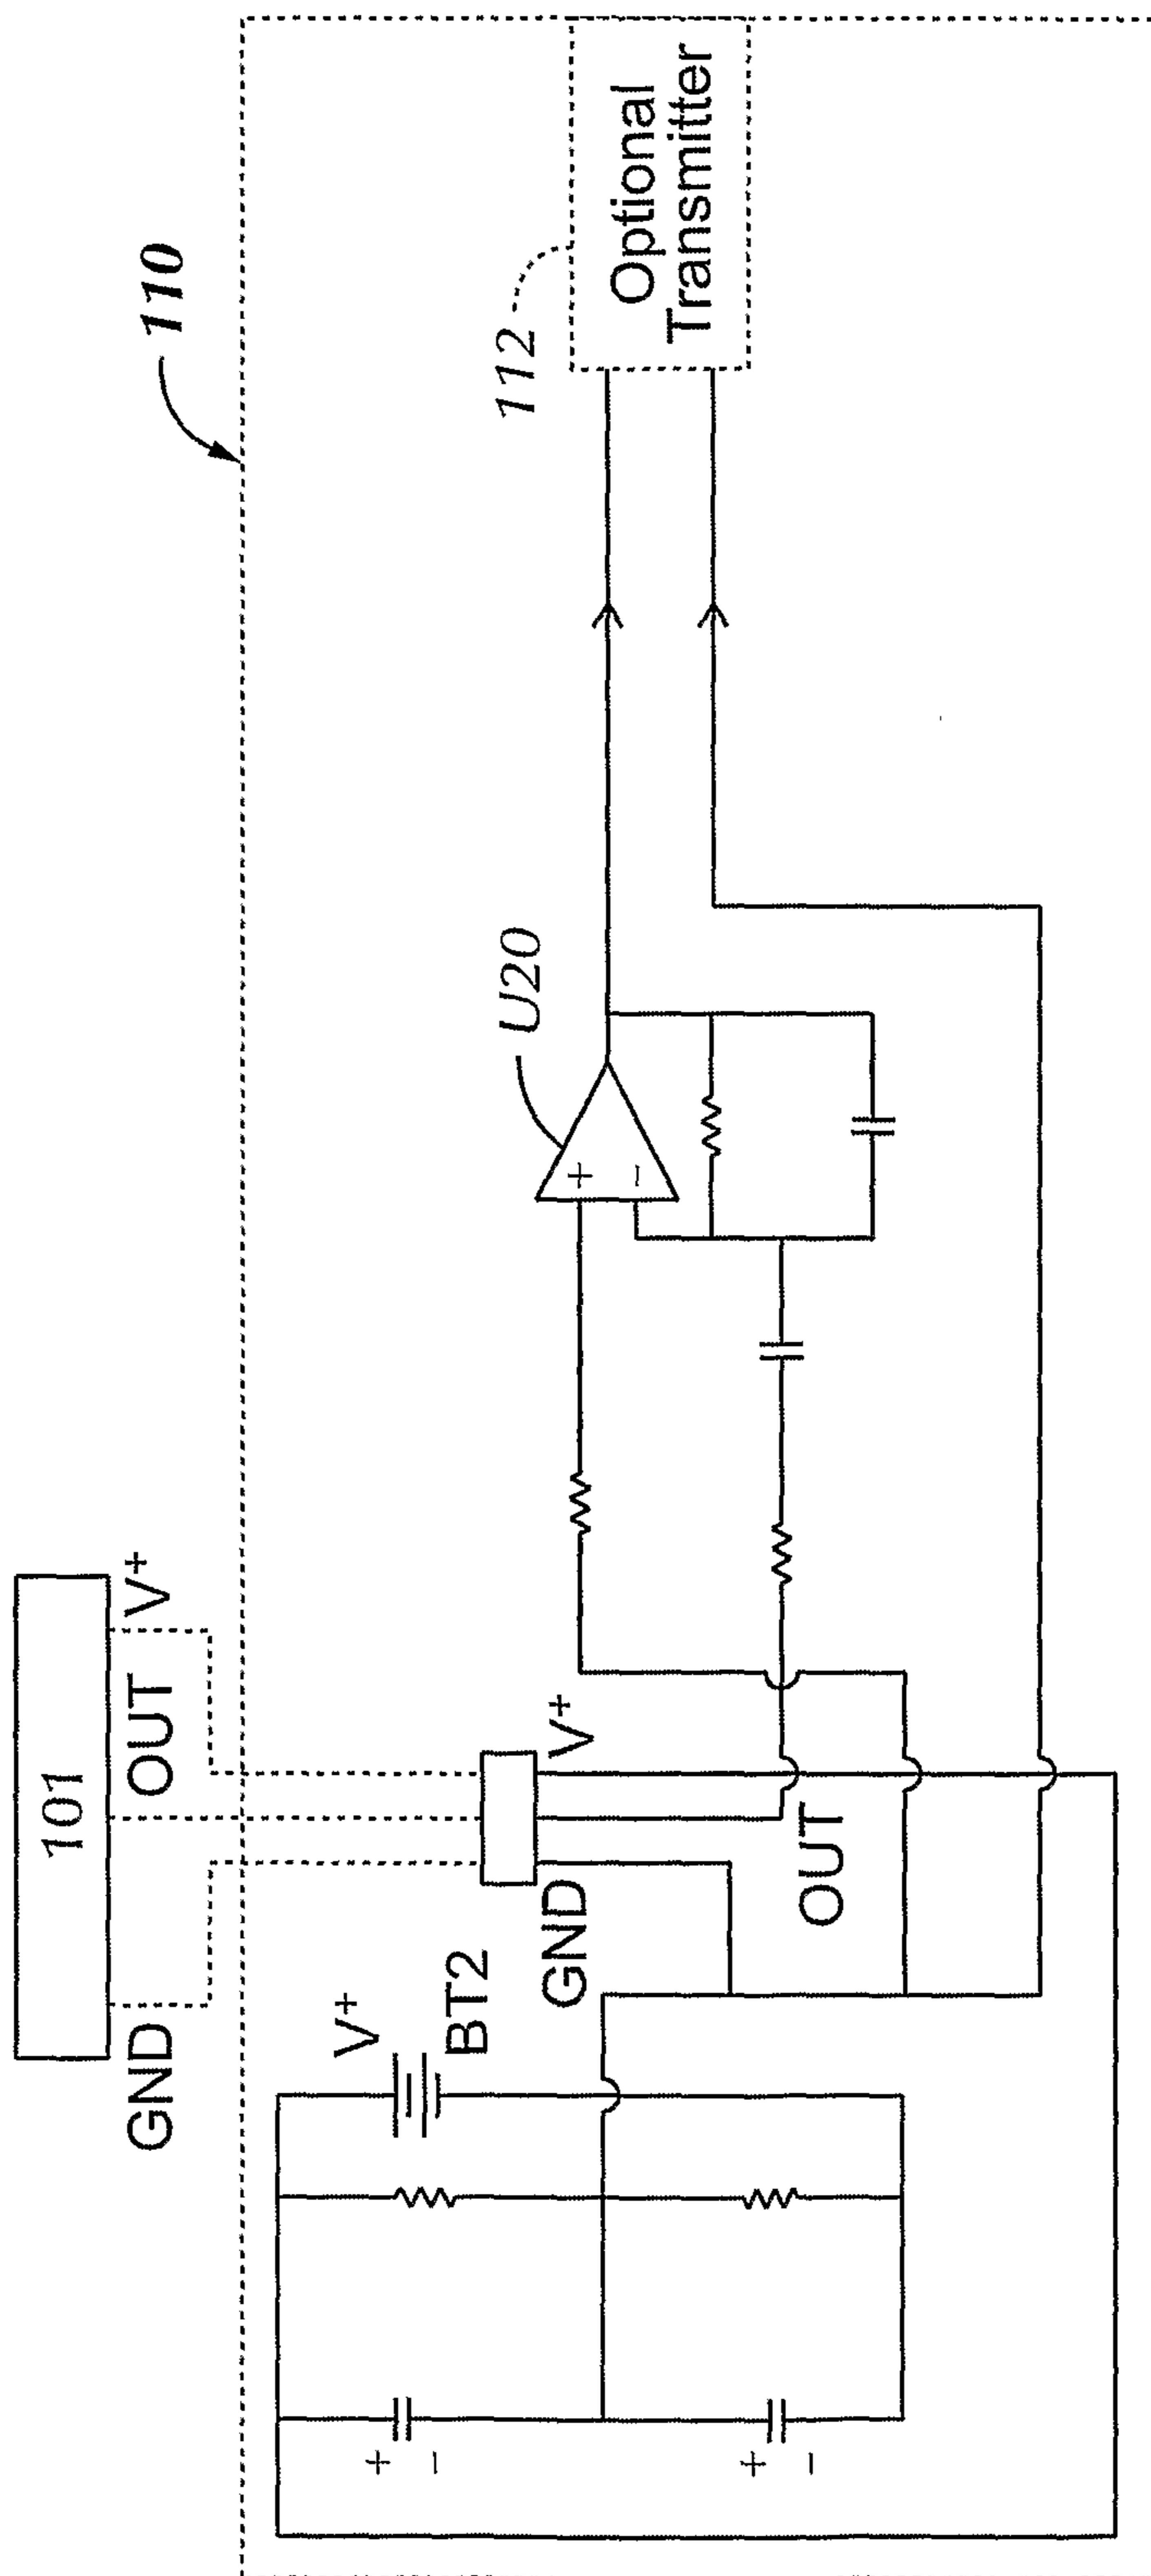 101
GND
OUT
V+
110
V+
BT2
GND
OUT
V+
+
−
+
−
U20
+
−
112
Optional
Transmitter